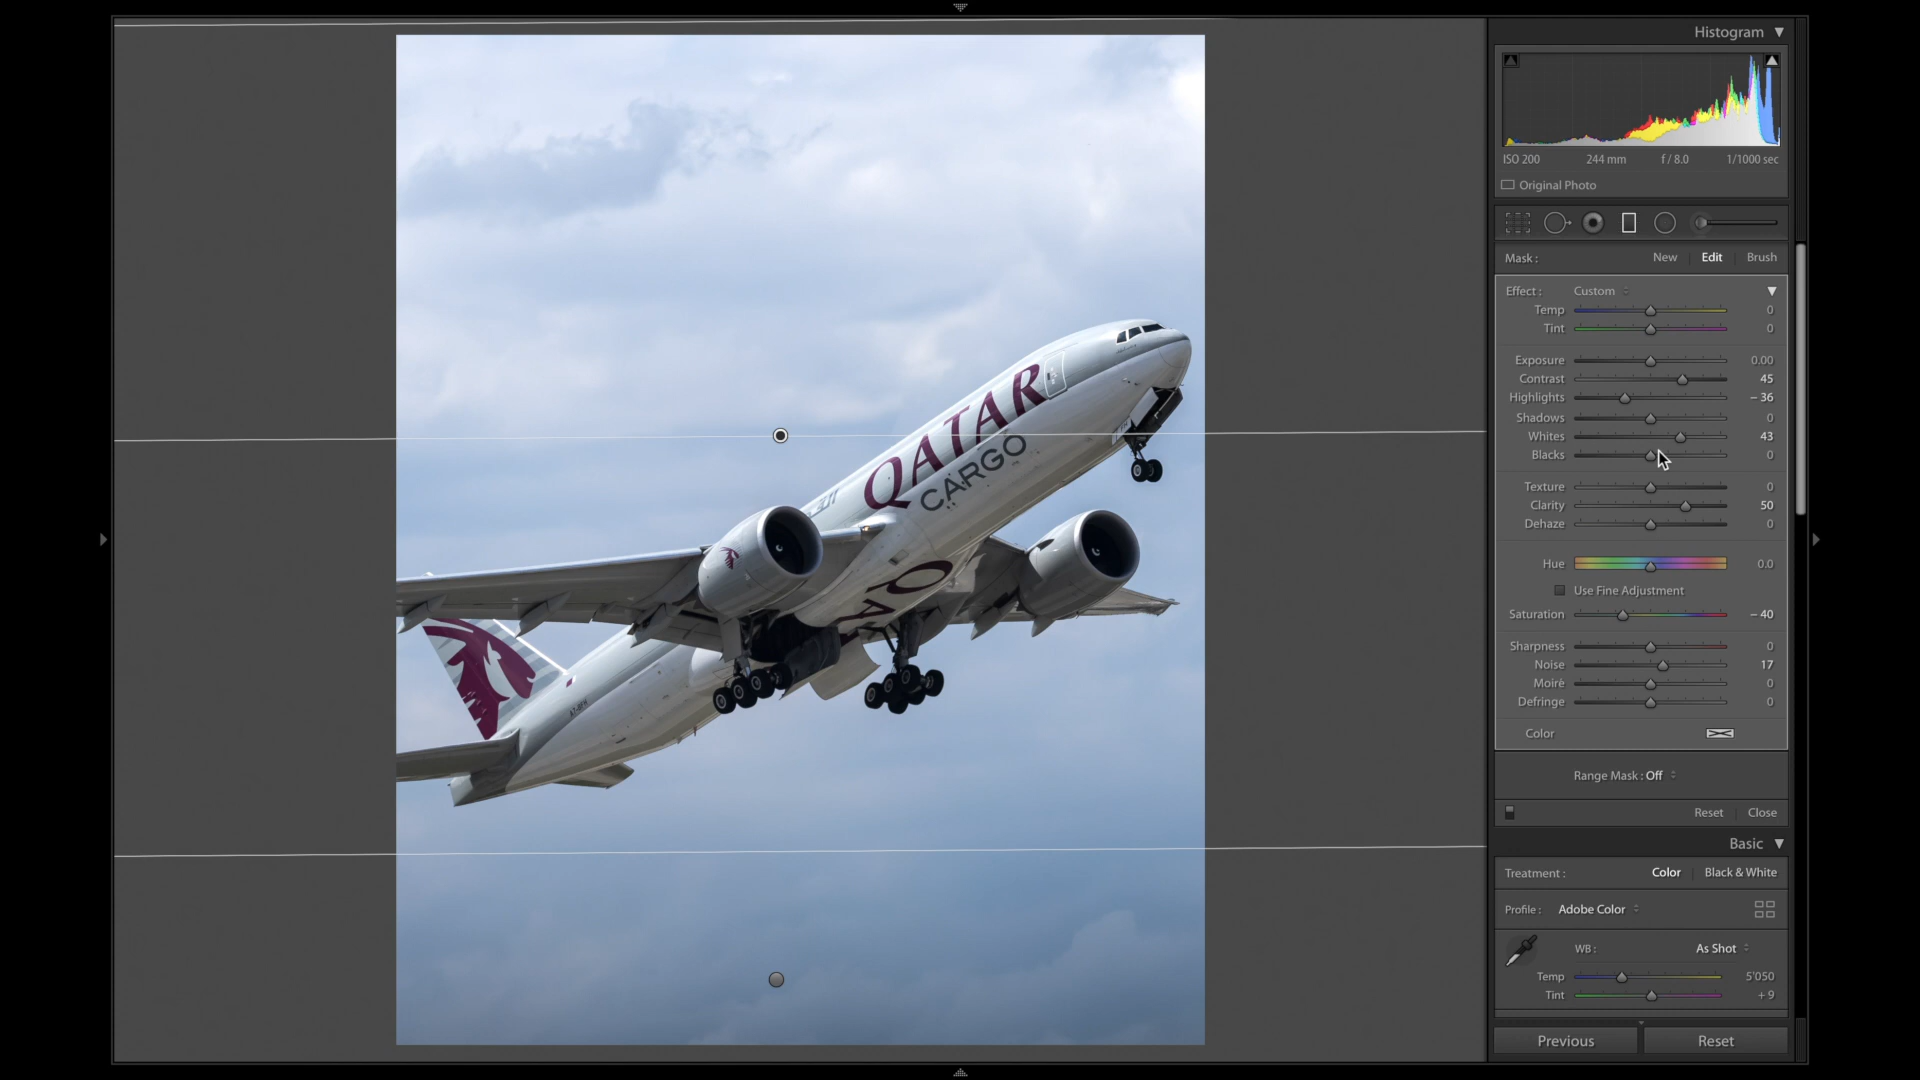 Histogram
ISO 200 244 mm f / 8.0 1/1000 sec
Original Photo
Mask : New Edit Brush
Effect : Custom
Temp 0
Tint 0
Exposure 0.00
Contrast 45
Highlights – 36
Shadows 0
Whites 43
Blacks 0
Texture 0
Clarity 50
Dehaze 0
Hue 0.0
Use Fine Adjustment
Saturation – 40
Sharpness 0
Noise 17
Moiré 0
Defringe 0
Color
Range Mask : Off
Reset Close
Basic
Treatment : Color Black & White
Profile : Adobe Color
WB : As Shot
Temp 5'050
Tint + 9
Previous Reset
QATAR
CARGO
QA